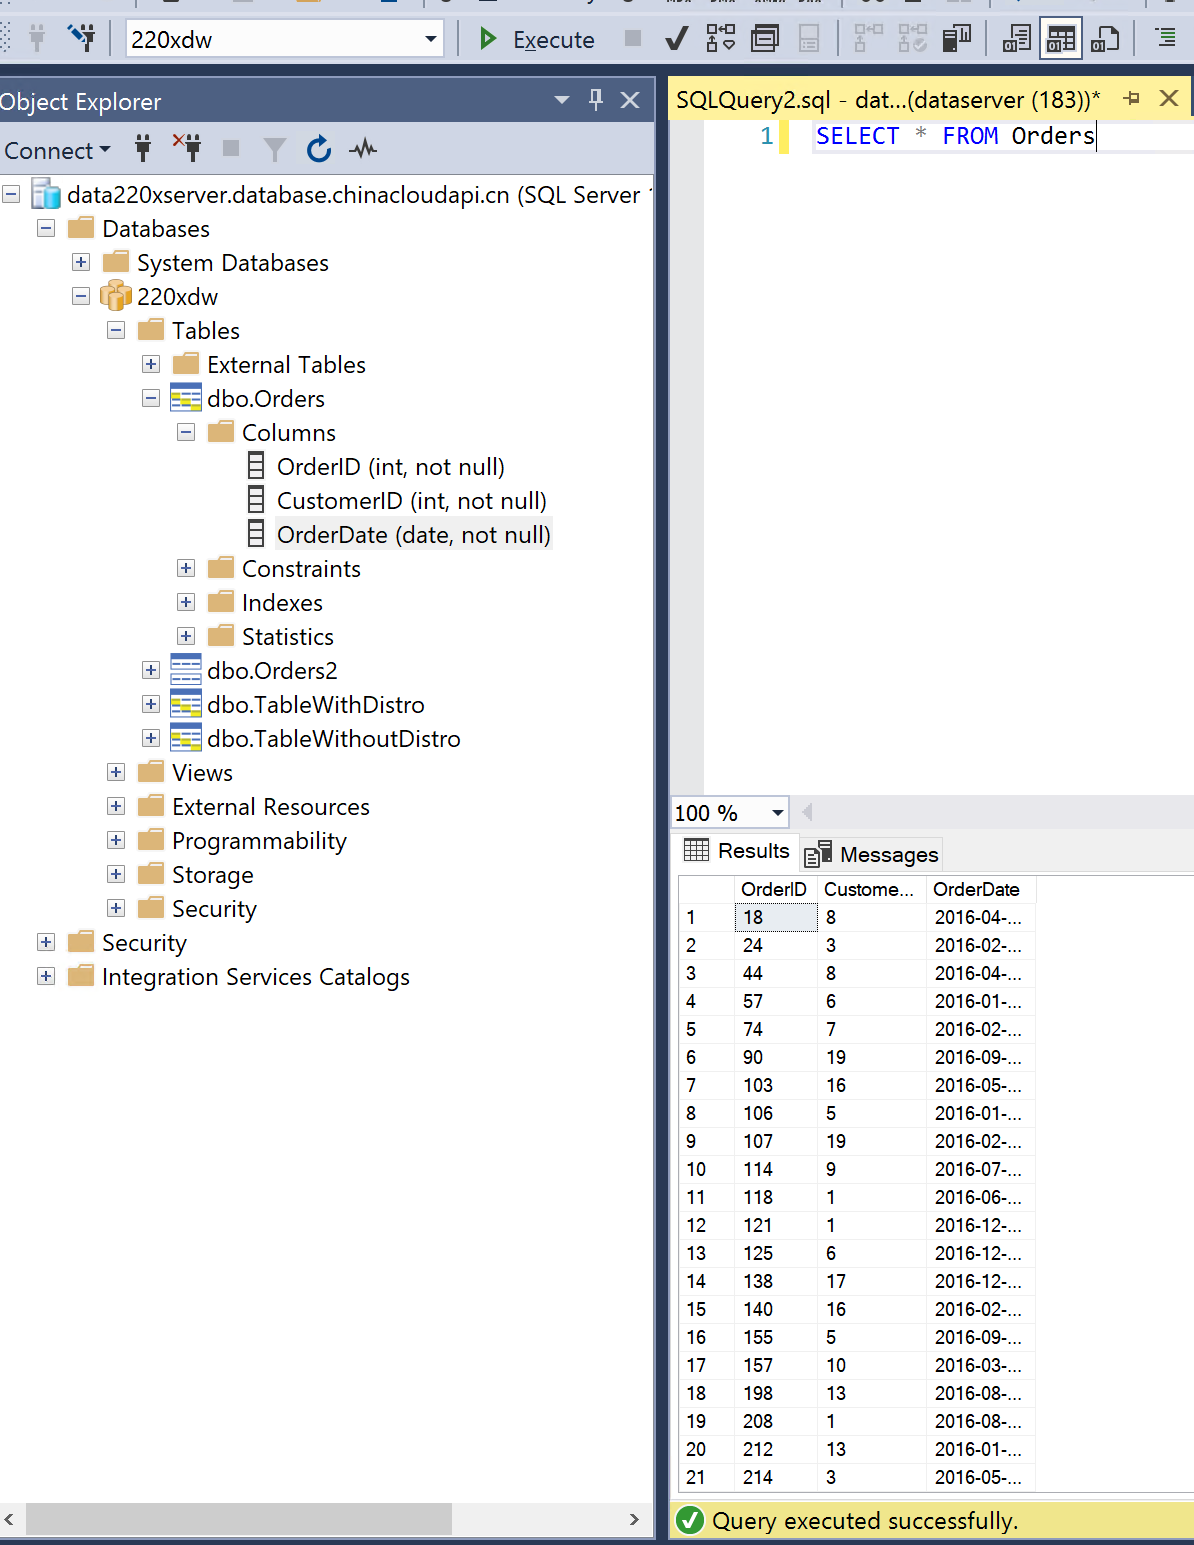 220xdw
Execute
Object Explorer
Connect
data220xserver.database.chinacloudapi.cn (SQL Server
Databases
System Databases
220xdw
Tables
External Tables
dbo.Orders
Columns
OrderID (int, not null)
CustomerID (int, not null)
OrderDate (date, not null)
Constraints
Indexes
Statistics
dbo.Orders2
dbo.TableWithDistro
dbo.TableWithoutDistro
Views
External Resources
Programmability
Storage
Security
Security
Integration Services Catalogs
SQLQuery2.sql - dat...(dataserver (183))*
1 SELECT * FROM Orders
100 %
Results Messages
OrderID Custome... OrderDate
1 18 8 2016-04-...
2 24 3 2016-02-...
3 44 8 2016-04-...
4 57 6 2016-01-...
5 74 7 2016-02-...
6 90 19 2016-09-...
7 103 16 2016-05-...
8 106 5 2016-01-...
9 107 19 2016-02-...
10 114 9 2016-07-...
11 118 1 2016-06-...
12 121 1 2016-12-...
13 125 6 2016-12-...
14 138 17 2016-12-...
15 140 16 2016-02-...
16 155 5 2016-09-...
17 157 10 2016-03-...
18 198 13 2016-08-...
19 208 1 2016-08-...
20 212 13 2016-01-...
21 214 3 2016-05-...
Query executed successfully.